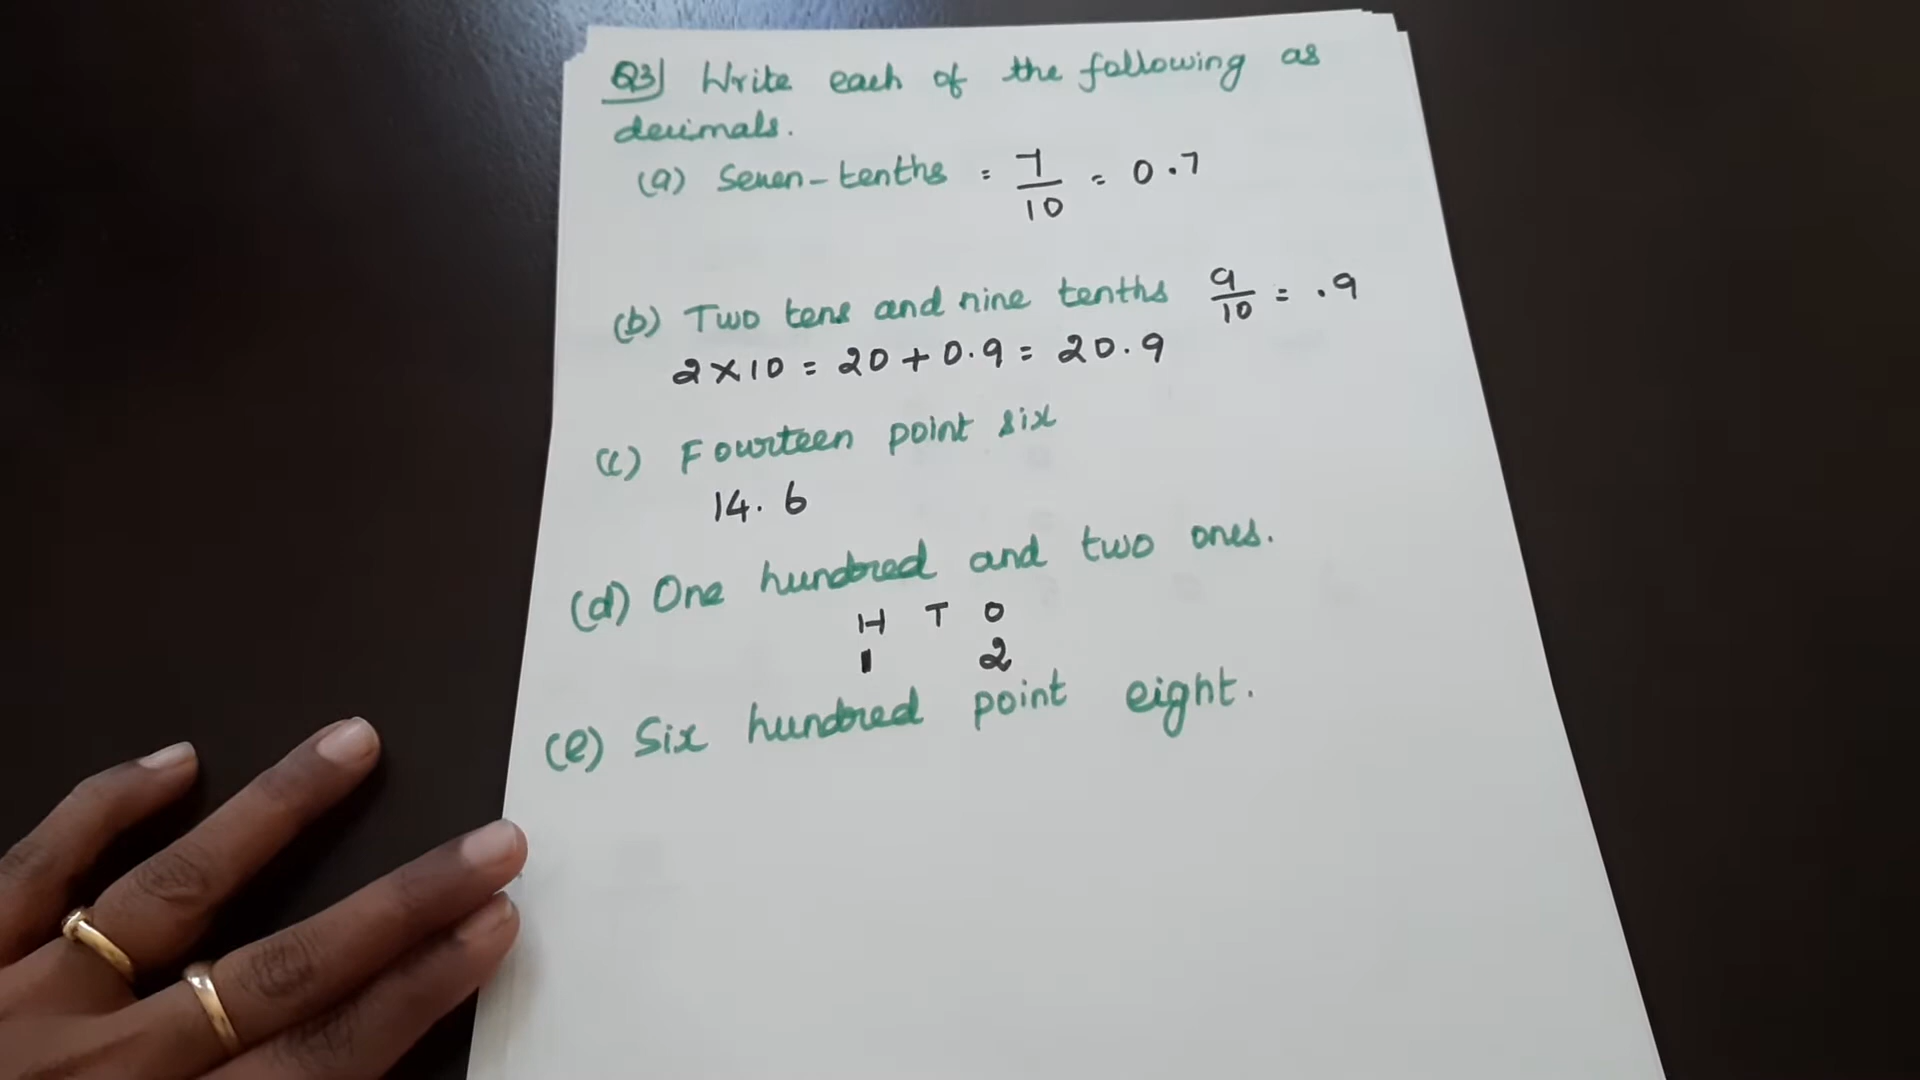 Q3) Write each of the following as
decimals.
(a) Seven-tenths = 7/10 = 0.7
(b) Two tens and nine tenths 9/10 = .9
2×10 = 20 + 0.9 = 20.9
(c) Fourteen point six
14.6
(d) One hundred and two ones.
H T O
1 2
(e) Six hundred point eight.